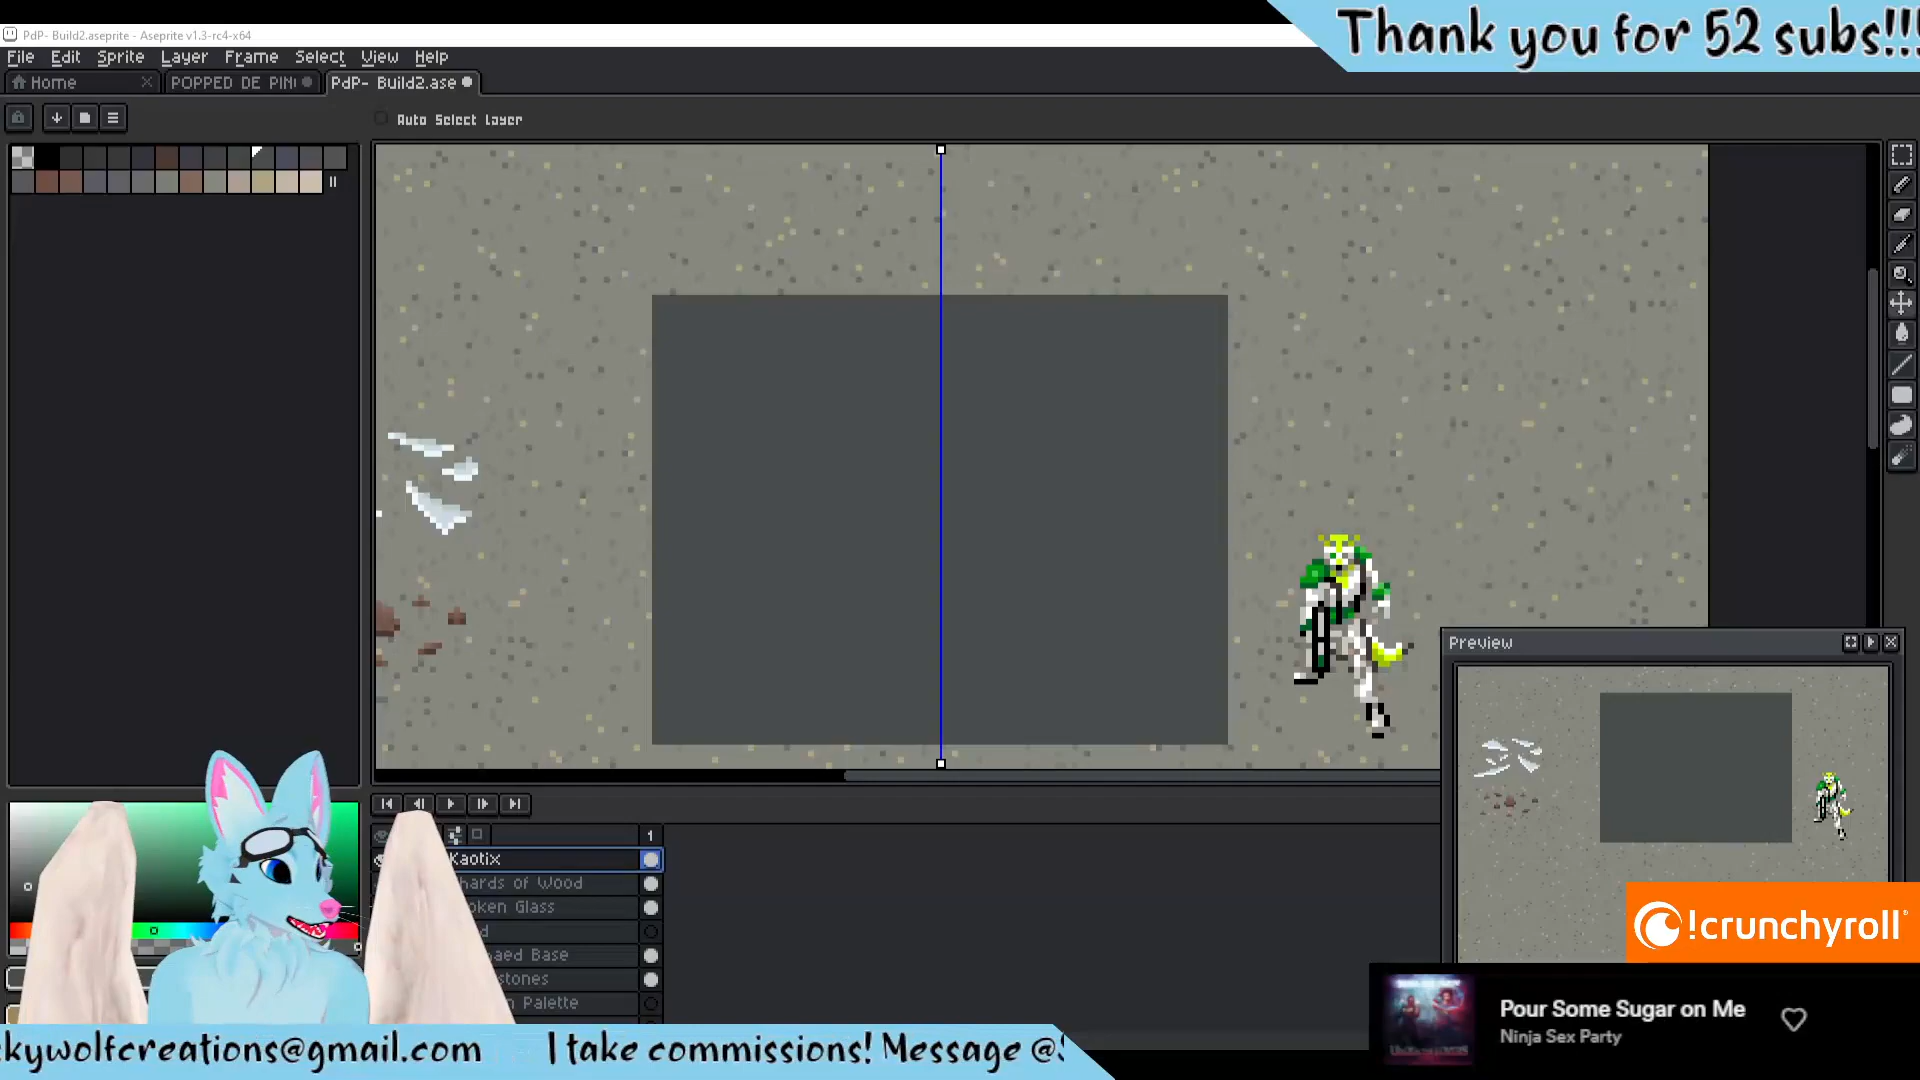 Thank you for 52 subs!!!
PdP- Build2.aseprite - Aseprite v1.3-rc4-x64
File Edit Sprite Layer Frame Select View Help
Home
POPPED DE PIN
PdP- Build2.ase
Auto Select Layer
Preview
1
Kaotix
hards of Wood
oken Glass
d
aed Base
stones
n Palette
!crunchyroll
Pour Some Sugar on Me
Ninja Sex Party
kywolfcreations@gmail.com
I take commissions! Message @